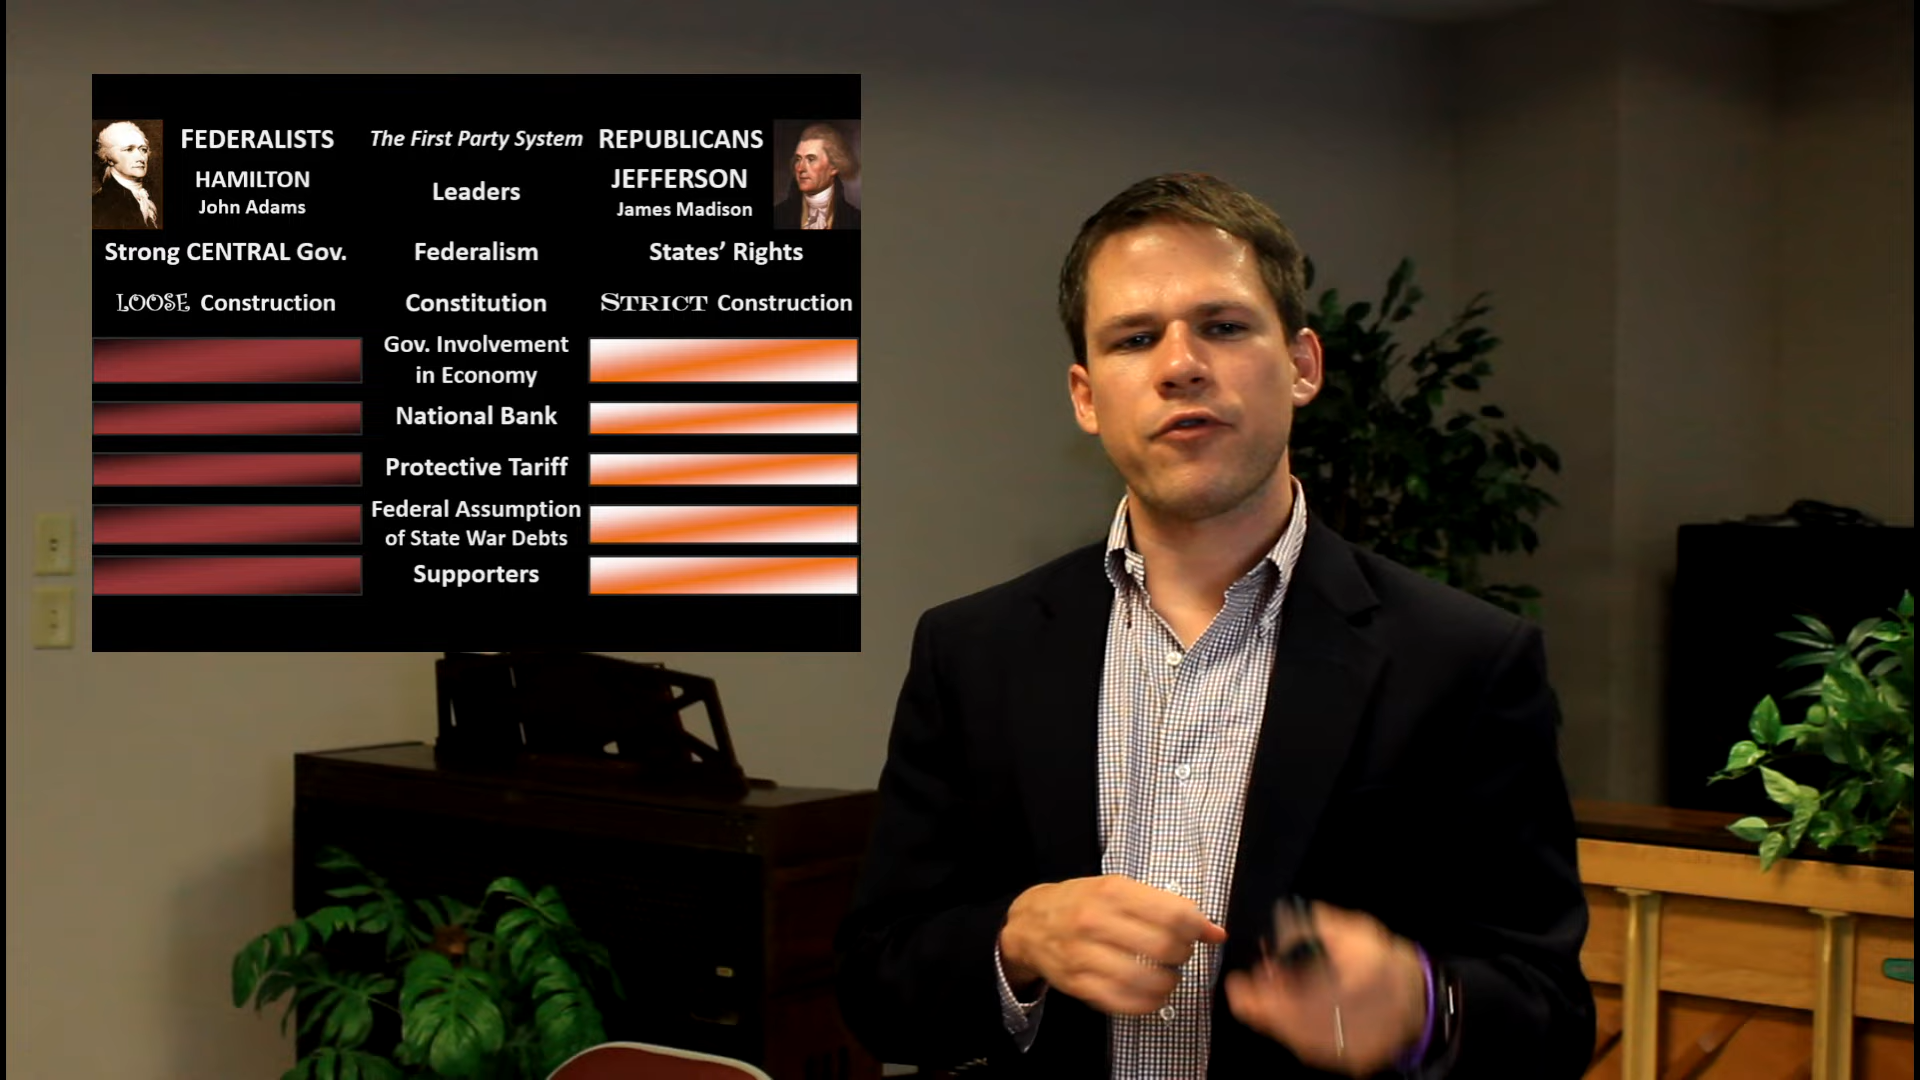 FEDERALISTS The First Party System REPUBLICANS
HAMILTON Leaders JEFFERSON
John Adams James Madison
Strong CENTRAL Gov. Federalism States' Rights
LOOSE Construction Constitution STRICT Construction
Gov. Involvement
in Economy
National Bank
Protective Tariff
Federal Assumption
of State War Debts
Supporters